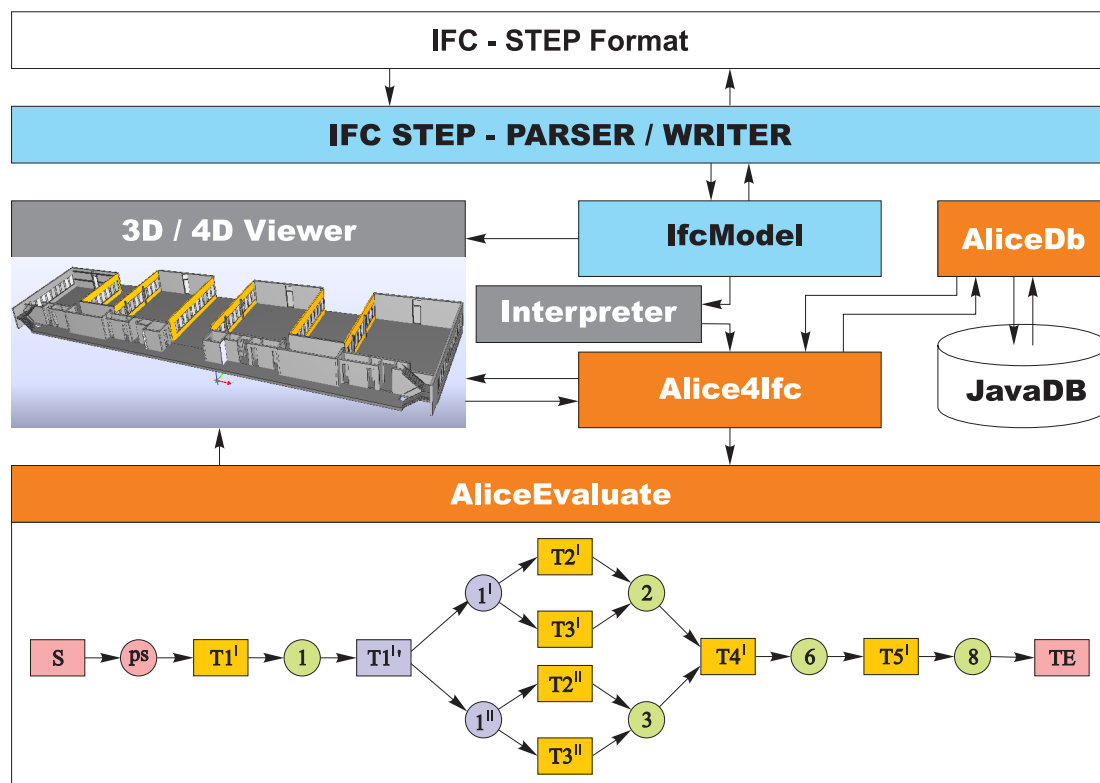 IFC - STEP Format
IFC STEP - PARSER / WRITER
3D / 4D Viewer
IfcModel
AliceDb
Interpreter
Alice4Ifc
JavaDB
AliceEvaluate
S
ps
T1ᴵ
1
T1ᴵ'
1ᴵ
T2ᴵ
T3ᴵ
2
1ᴵᴵ
T2ᴵᴵ
T3ᴵᴵ
3
T4ᴵ
6
T5ᴵ
8
TE